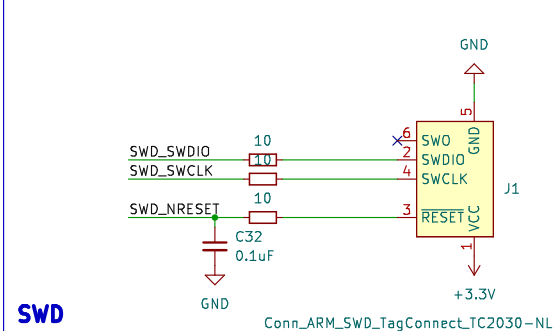 GND
5
10
6
SWO
GND
SWD_SWDIO
10
2
SWDIO
SWD_SWCLK
4
SWCLK
J1
10
SWD_NRESET
3
RESET
VCC
C32
0.1uF
1
GND
+3.3V
SWD
Conn_ARM_SWD_TagConnect_TC2030-NL